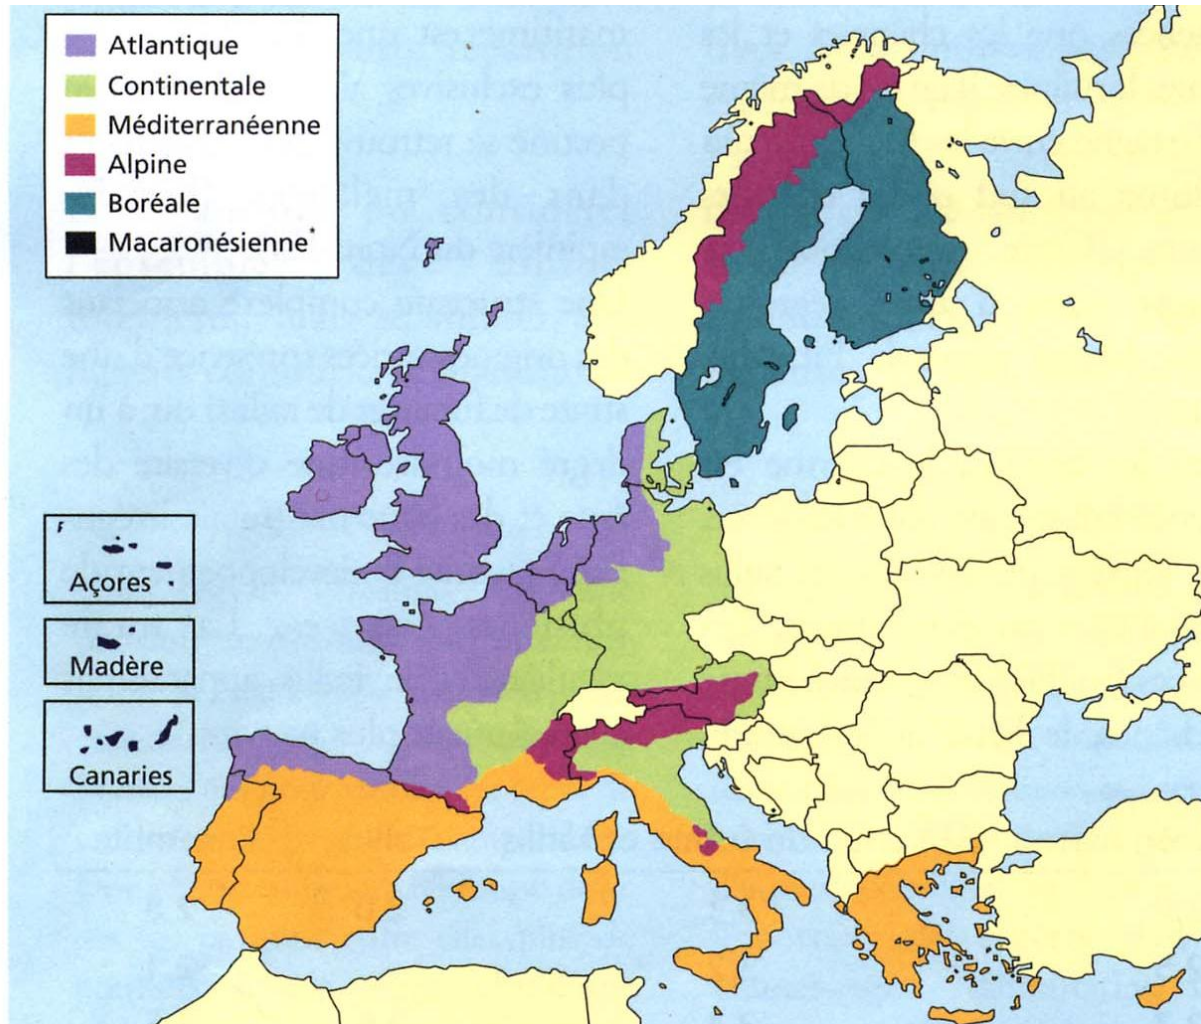 Atlantique
Continentale
Méditerranéenne
Alpine
Boréale
Macaronésienne*
Açores
Madère
Canaries